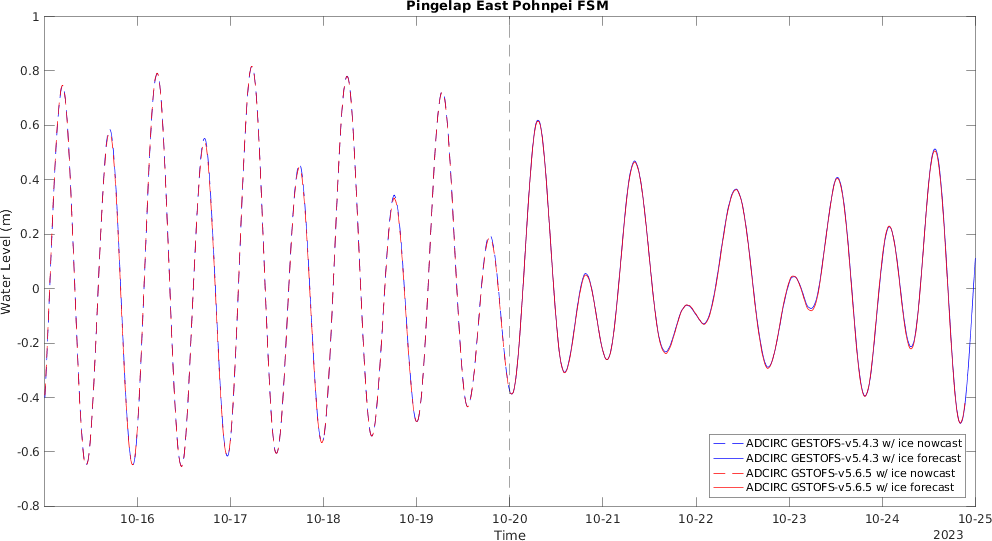 Pingelap East Pohnpei FSM
1
0.8
0.6
0.4
0.2
0
-0.2
-0.4
-0.6
-0.8
Water Level (m)
ADCIRC GESTOFS-v5.4.3 w/ ice nowcast
ADCIRC GESTOFS-v5.4.3 w/ ice forecast
ADCIRC GSTOFS-v5.6.5 w/ ice nowcast
ADCIRC GSTOFS-v5.6.5 w/ ice forecast
10-16 10-17 10-18 10-19 10-20 10-21 10-22 10-23 10-24 10-25
Time
2023